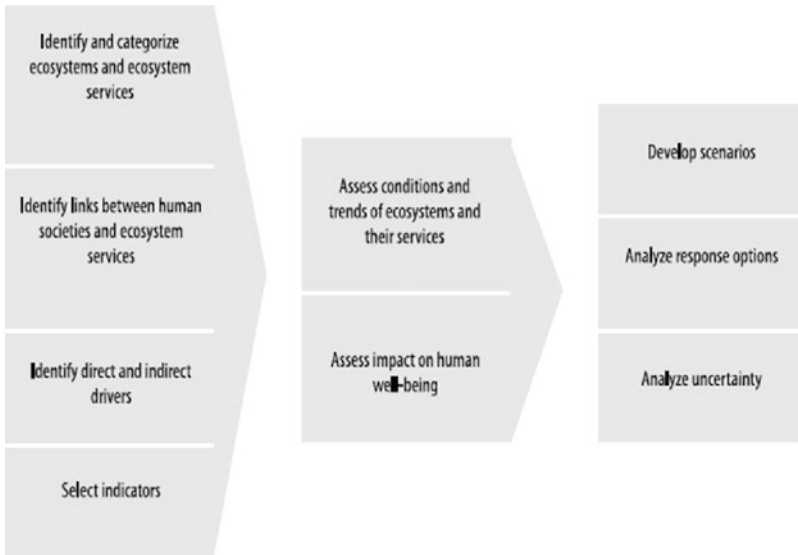 Identify and categorize
ecosystems and ecosystem
services
Identify links between human
societies and ecosystem
services
Identify direct and indirect
drivers
Select indicators
Assess conditions and
trends of ecosystems and
their services
Assess impact on human
well-being
Develop scenarios
Analyze response options
Analyze uncertainty